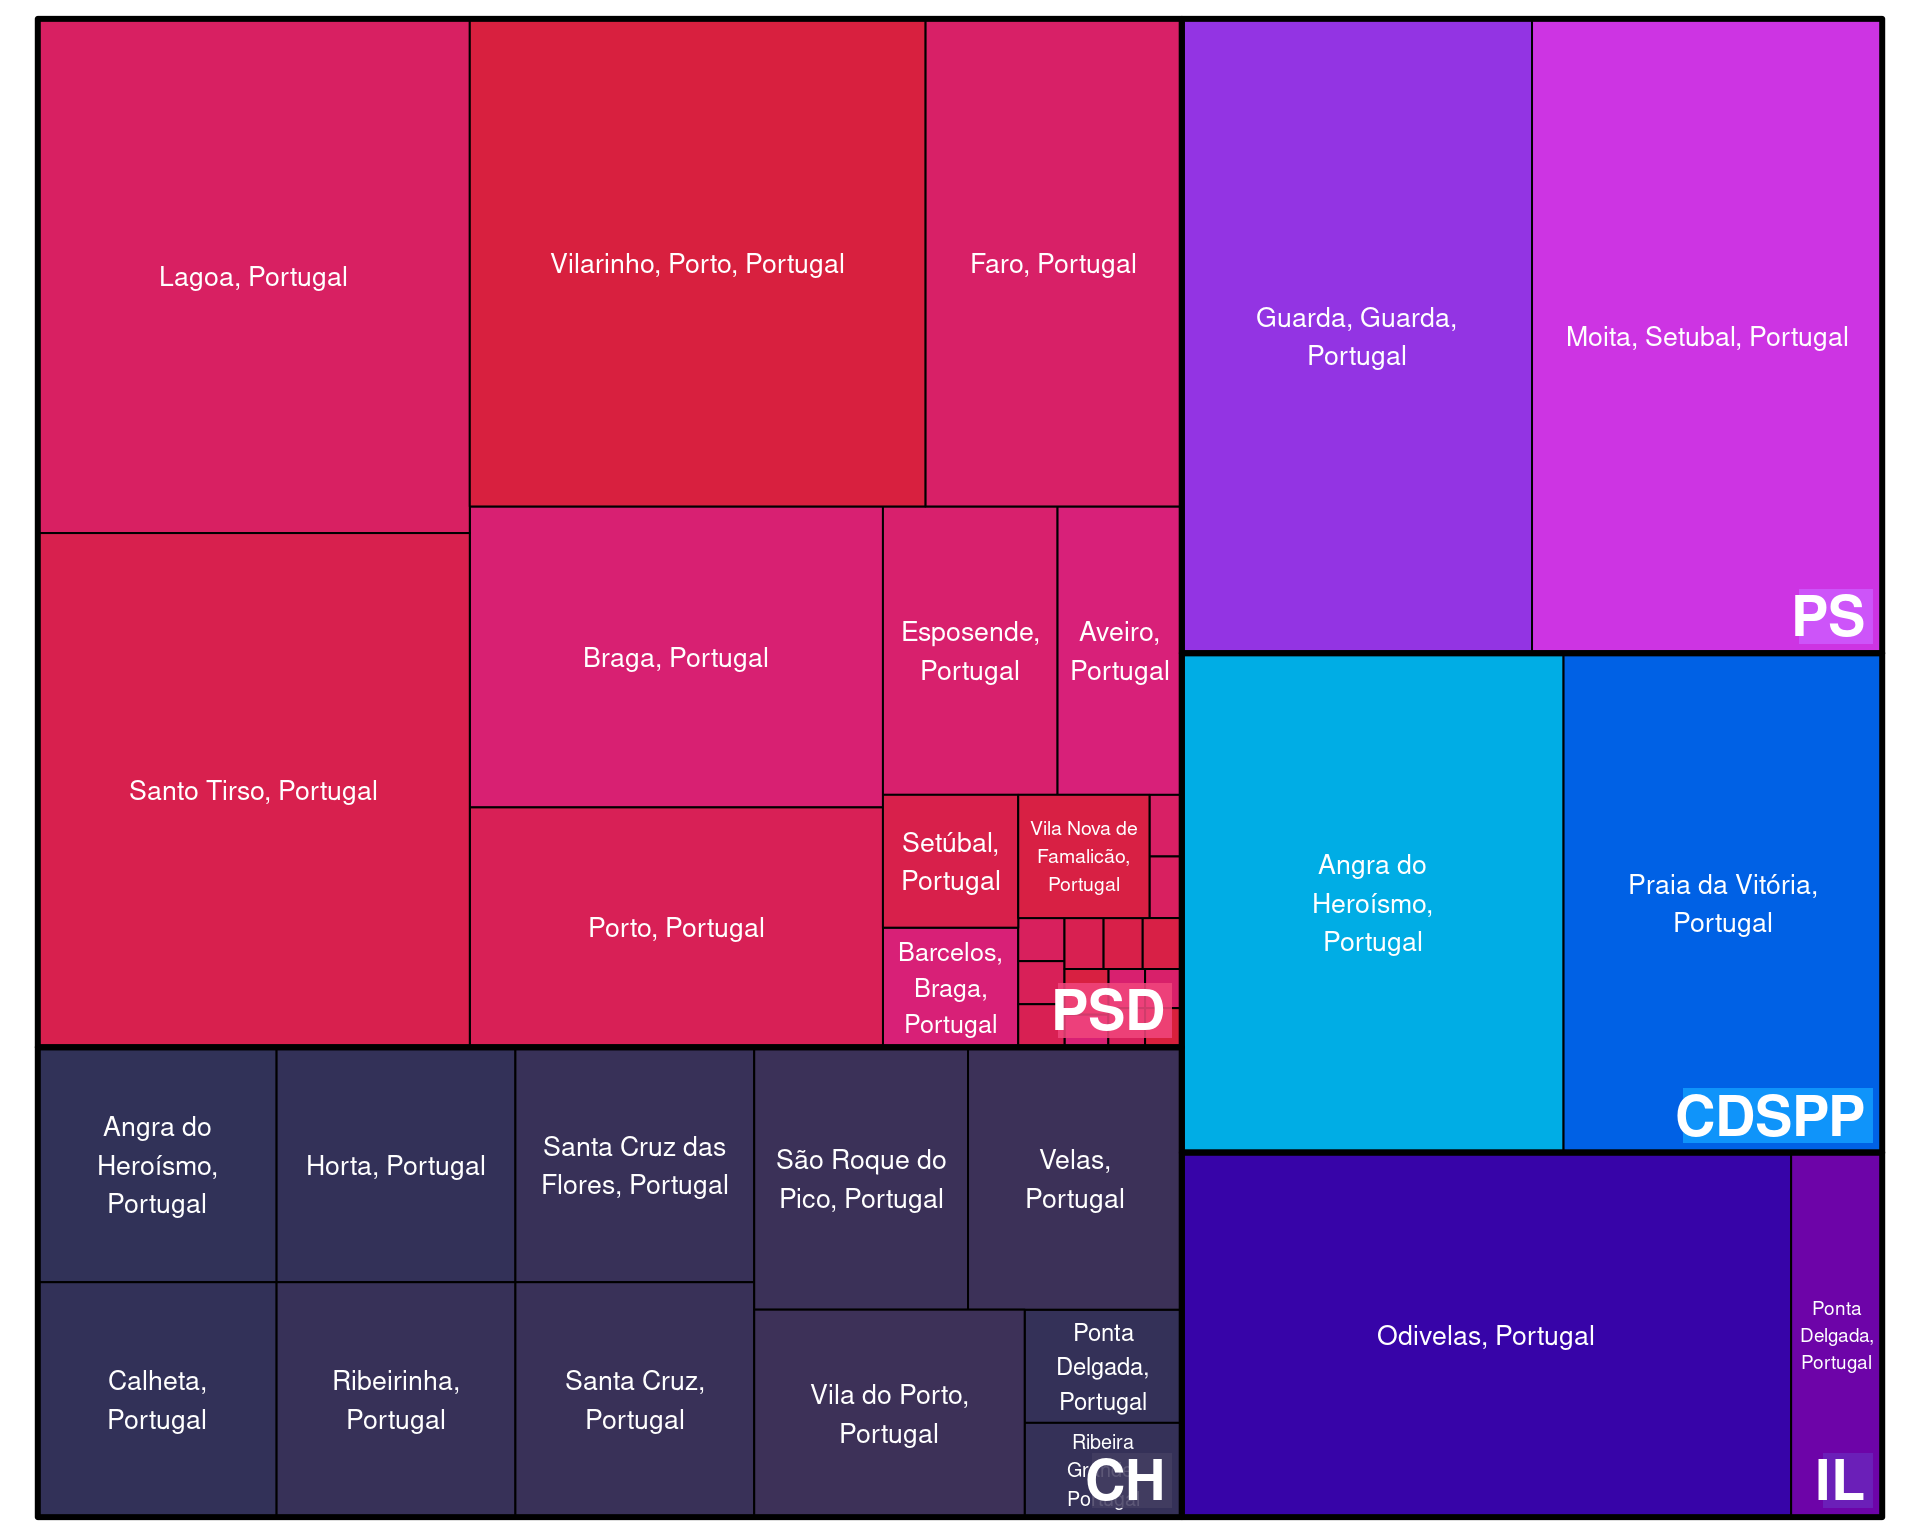 Lagoa, Portugal
Vilarinho, Porto, Portugal
Faro, Portugal
Santo Tirso, Portugal
Braga, Portugal
Esposende,
Portugal
Aveiro,
Portugal
Porto, Portugal
Setúbal,
Portugal
Vila Nova de
Famalicão,
Portugal
Barcelos,
Braga,
Portugal
PSD
Guarda, Guarda,
Portugal
Moita, Setubal, Portugal
PS
Angra do
Heroísmo,
Portugal
Praia da Vitória,
Portugal
CDSPP
Angra do
Heroísmo,
Portugal
Horta, Portugal
Santa Cruz das
Flores, Portugal
São Roque do
Pico, Portugal
Velas,
Portugal
Calheta,
Portugal
Ribeirinha,
Portugal
Santa Cruz,
Portugal
Vila do Porto,
Portugal
Ponta
Delgada,
Portugal
Ribeira
Grande,
Portugal
CH
Odivelas, Portugal
Ponta
Delgada,
Portugal
IL